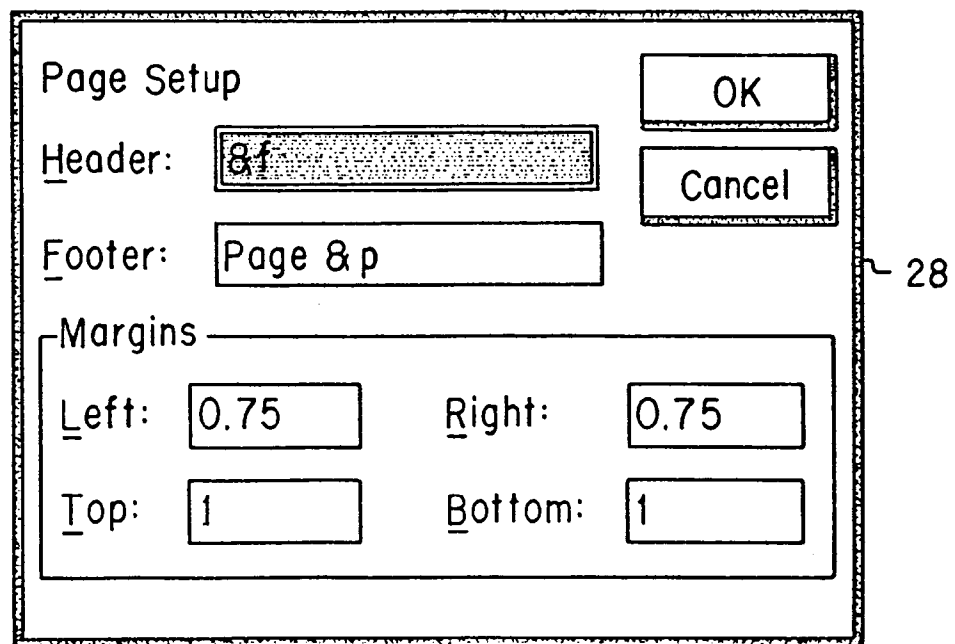 Page Setup
OK
Header: &f
Cancel
Footer: Page & p
28
Margins
Left: 0.75 Right: 0.75
Top: 1 Bottom: 1